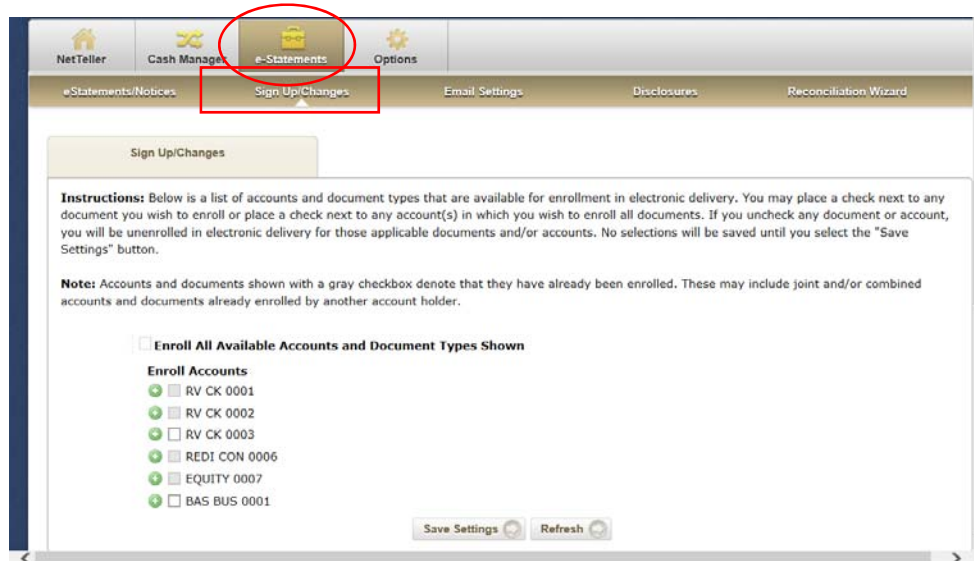 NetTeller Cash Manager e-Statements Options
eStatements/Notices Sign Up/Changes Email Settings Disclosures Reconciliation Wizard
Sign Up/Changes
Instructions: Below is a list of accounts and document types that are available for enrollment in electronic delivery. You may place a check next to any
document you wish to enroll or place a check next to any account(s) in which you wish to enroll all documents. If you uncheck any document or account,
you will be unenrolled in electronic delivery for those applicable documents and/or accounts. No selections will be saved until you select the "Save
Settings" button.
Note: Accounts and documents shown with a gray checkbox denote that they have already been enrolled. These may include joint and/or combined
accounts and documents already enrolled by another account holder.
Enroll All Available Accounts and Document Types Shown
Enroll Accounts
RV CK 0001
RV CK 0002
RV CK 0003
REDI CON 0006
EQUITY 0007
BAS BUS 0001
Save Settings Refresh